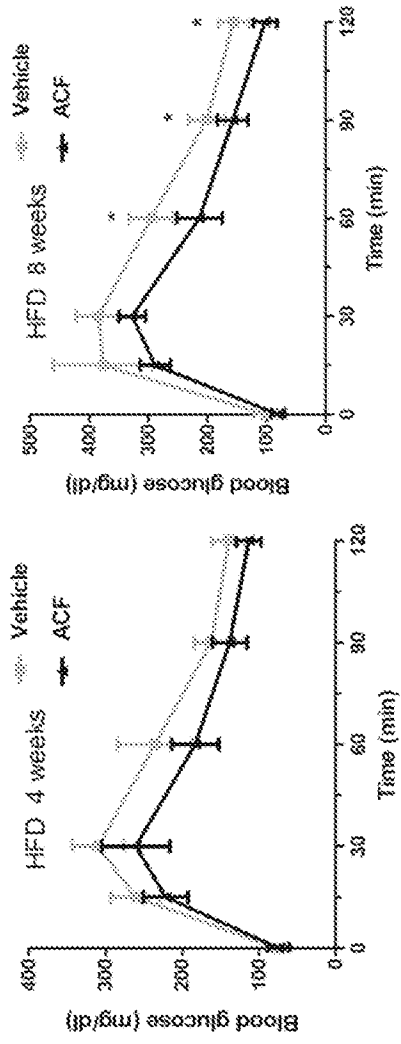 HFD 4 weeks
Vehicle
ACF
Blood glucose (mg/dl)
400
300
200
100
0
0 30 60 90 120
Time (min)
HFD 8 weeks
Vehicle
ACF
Blood glucose (mg/dl)
500
400
300
200
100
0
* * *
0 30 60 90 120
Time (min)